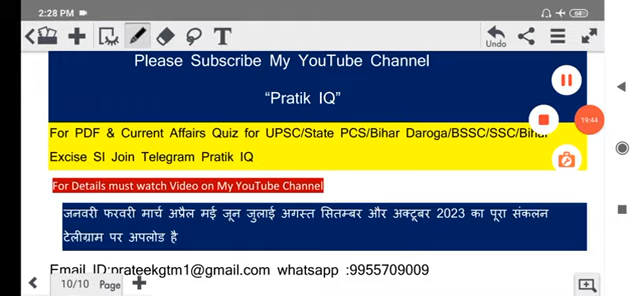 2:28 PM
58
T
Undo
Please Subscribe My YouTube Channel
"Pratik IQ"
19:44
For PDF & Current Affairs Quiz for UPSC/State PCS/Bihar Daroga/BSSC/SSC/Bihar
Excise SI Join Telegram Pratik IQ
For Details must watch Video on My YouTube Channel
जनवरी फरवरी मार्च अप्रैल मई जून जुलाई अगस्त सितम्बर और अक्टूबर 2023 का पूरा संकलन
टेलीग्राम पर अपलोड है
Email ID:prateekgtm1@gmail.com whatsapp :9955709009
10/10 Page